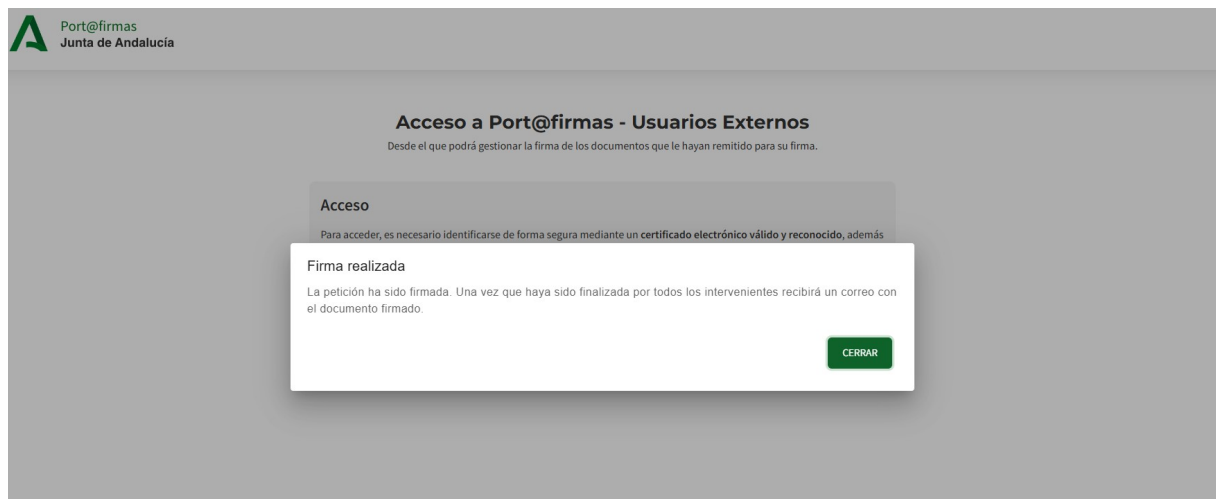 Port@firmas
Junta de Andalucía
Acceso a Port@firmas - Usuarios Externos
Desde el que podrá gestionar la firma de los documentos que le hayan remitido para su firma.
Acceso
Para acceder, es necesario identificarse de forma segura mediante un certificado electrónico válido y reconocido, además
Firma realizada
La petición ha sido firmada. Una vez que haya sido finalizada por todos los intervenientes recibirá un correo con
el documento firmado.
CERRAR